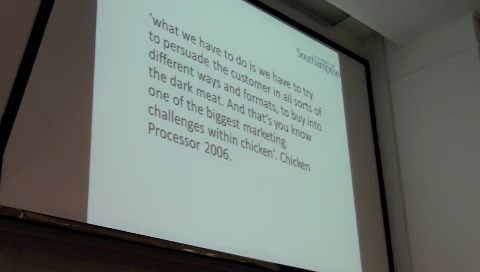 Southampton
'what we have to do is we have to try
to persuade the customer in all sorts of
different ways and formats, to buy into
the dark meat. And that's you know
one of the biggest marketing
challenges within chicken'. Chicken
Processor 2006.